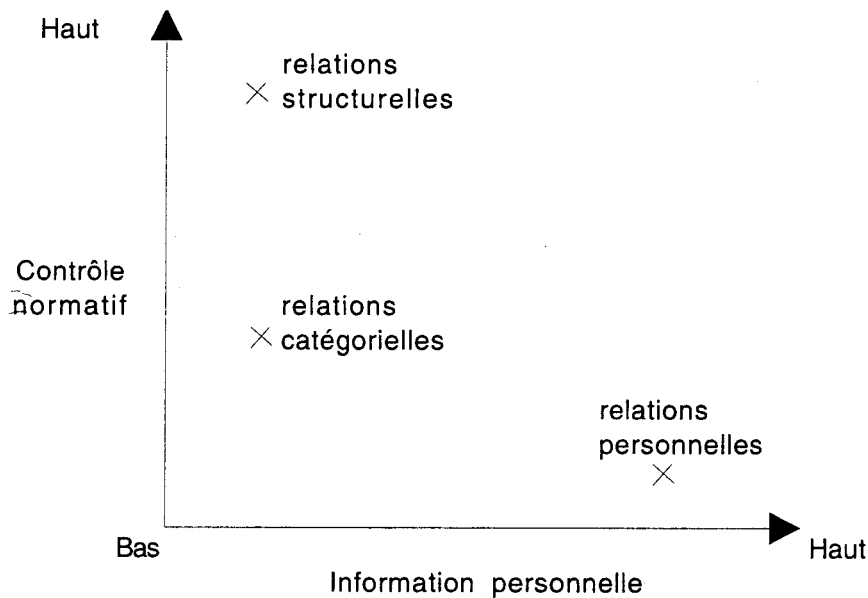 Haut
relations
structurelles
Contrôle
normatif
relations
catégorielles
relations
personnelles
Bas
Haut
Information personnelle